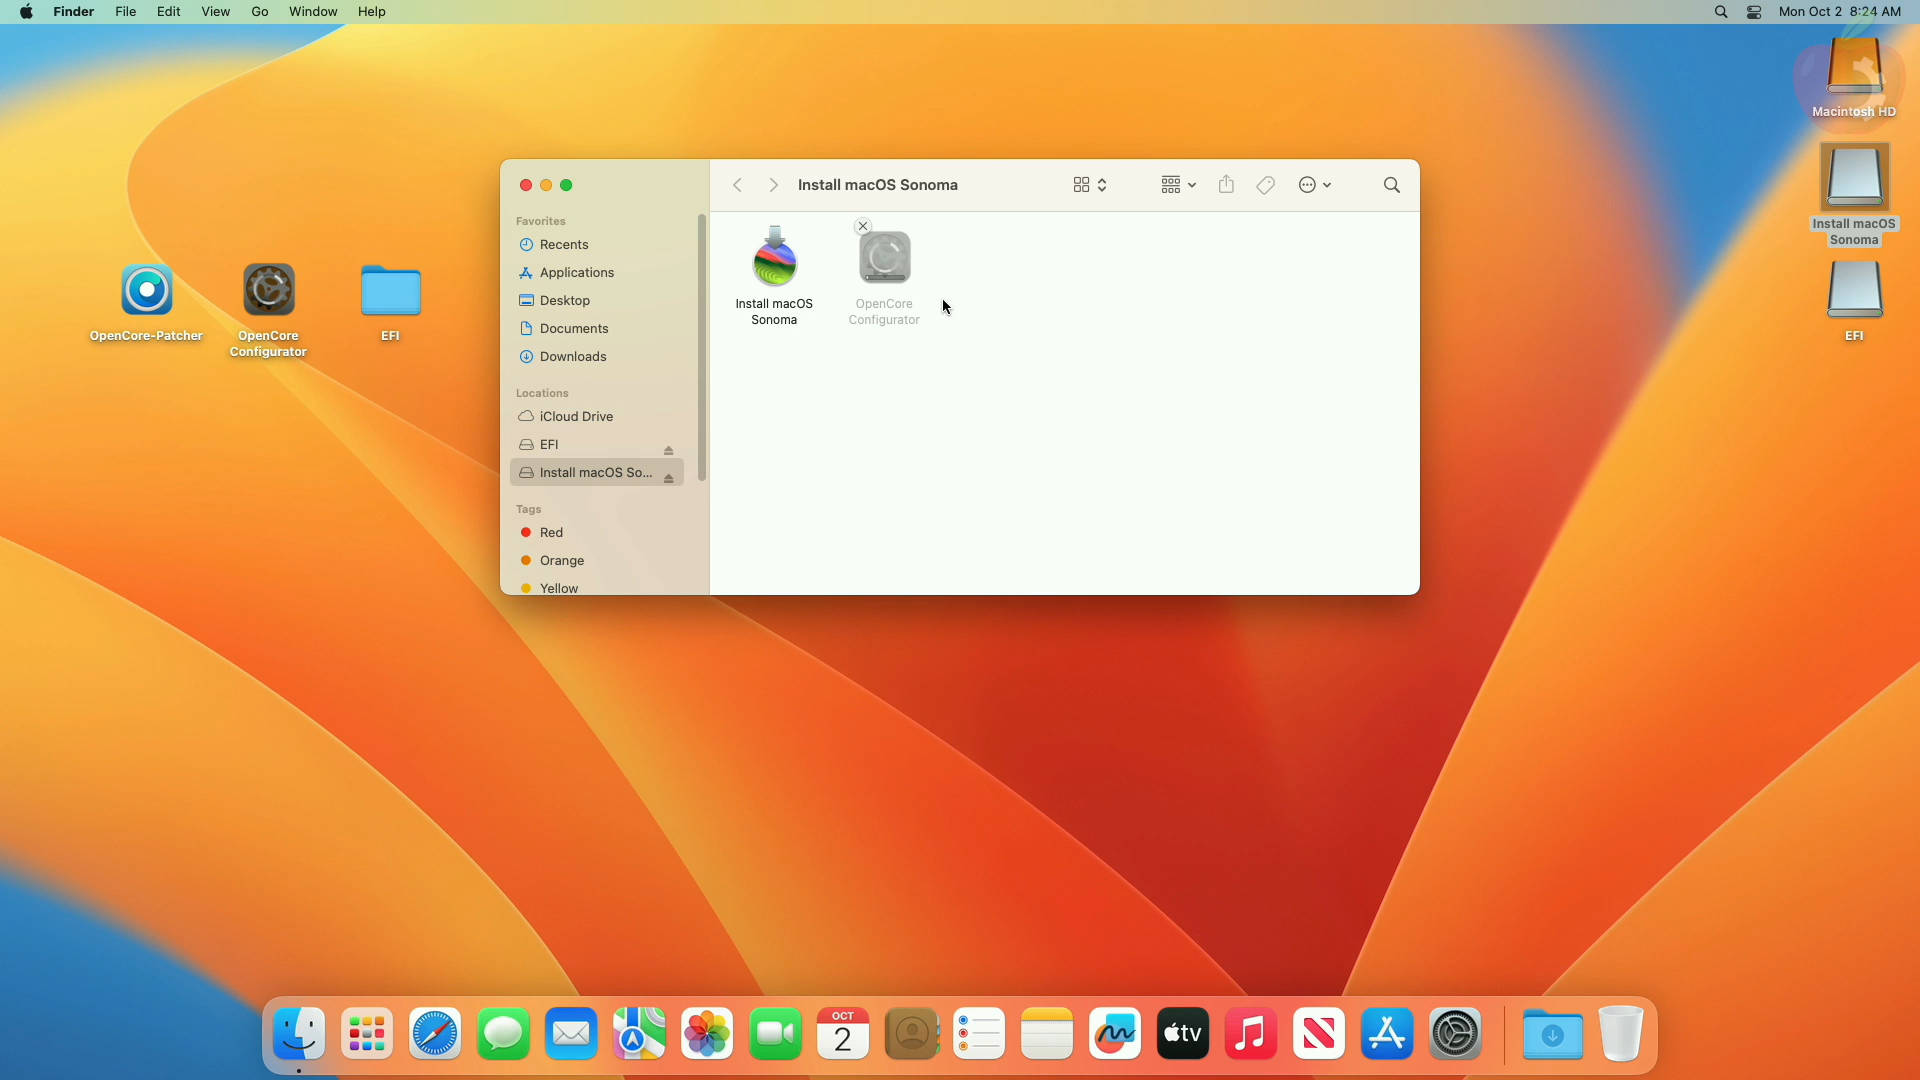 Finder File Edit View Go Window Help
Mon Oct 2 8:24 AM
Macintosh HD
Install macOS
Sonoma
EFI
OpenCore-Patcher
OpenCore
Configurator
EFI
Install macOS Sonoma
Favorites
Recents
Applications
Desktop
Documents
Downloads
Locations
iCloud Drive
EFI
Install macOS So...
Tags
Red
Orange
Yellow
Install macOS
Sonoma
OpenCore
Configurator
OCT
2
tv